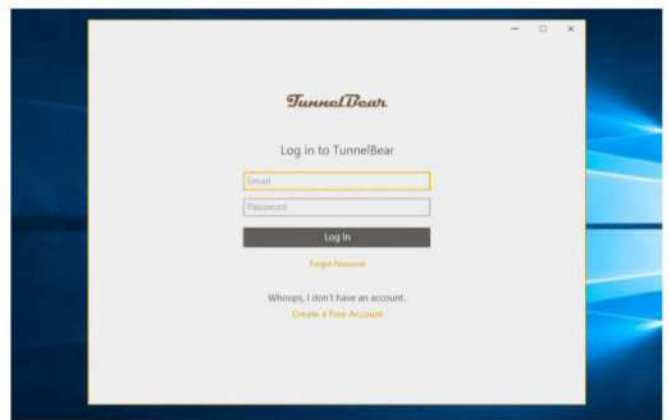 TunnelBear
Log in to TunnelBear
Email
Password
Log In
Forgot Password
Whoops, I don't have an account.
Create a Free Account